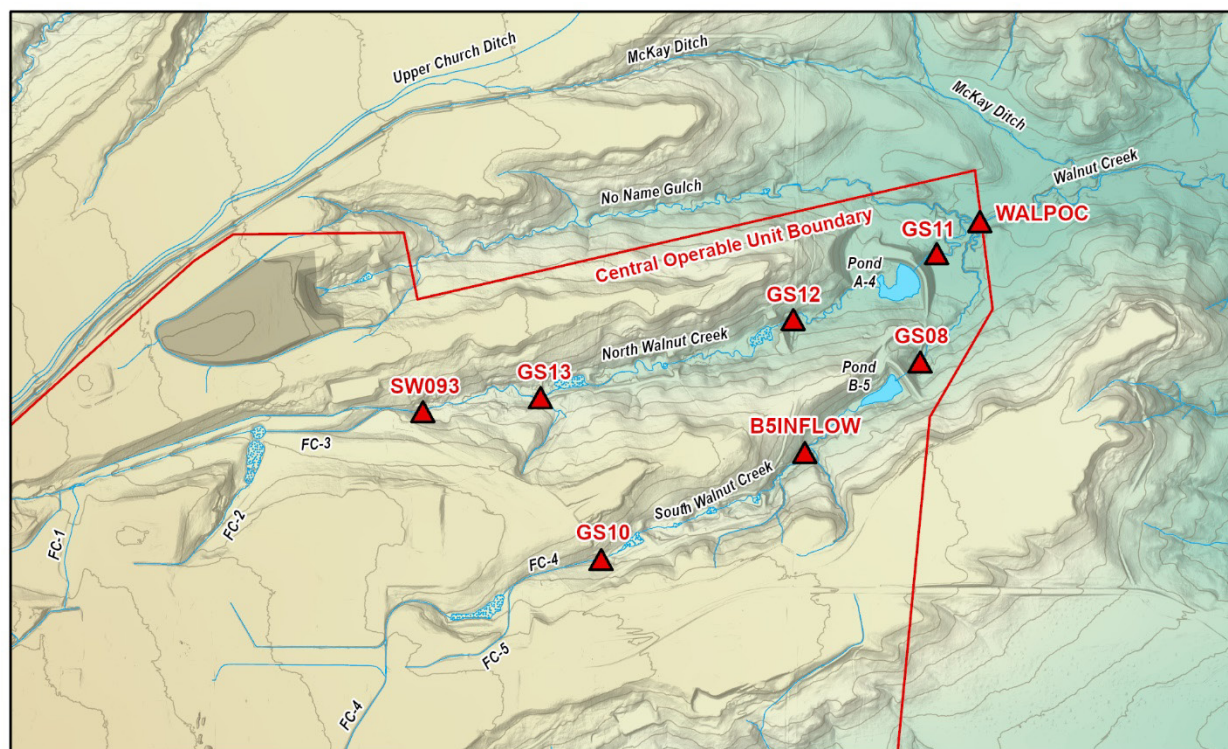 Upper Church Ditch
McKay Ditch
McKay Ditch
Walnut Creek
No Name Gulch
WALPOC
GS11
Central Operable Unit Boundary
Pond
A-4
GS12
North Walnut Creek
GS08
Pond
B-5
GS13
SW093
B5INFLOW
FC-3
South Walnut Creek
FC-2
FC-1
GS10
FC-4
FC-5
FC-4